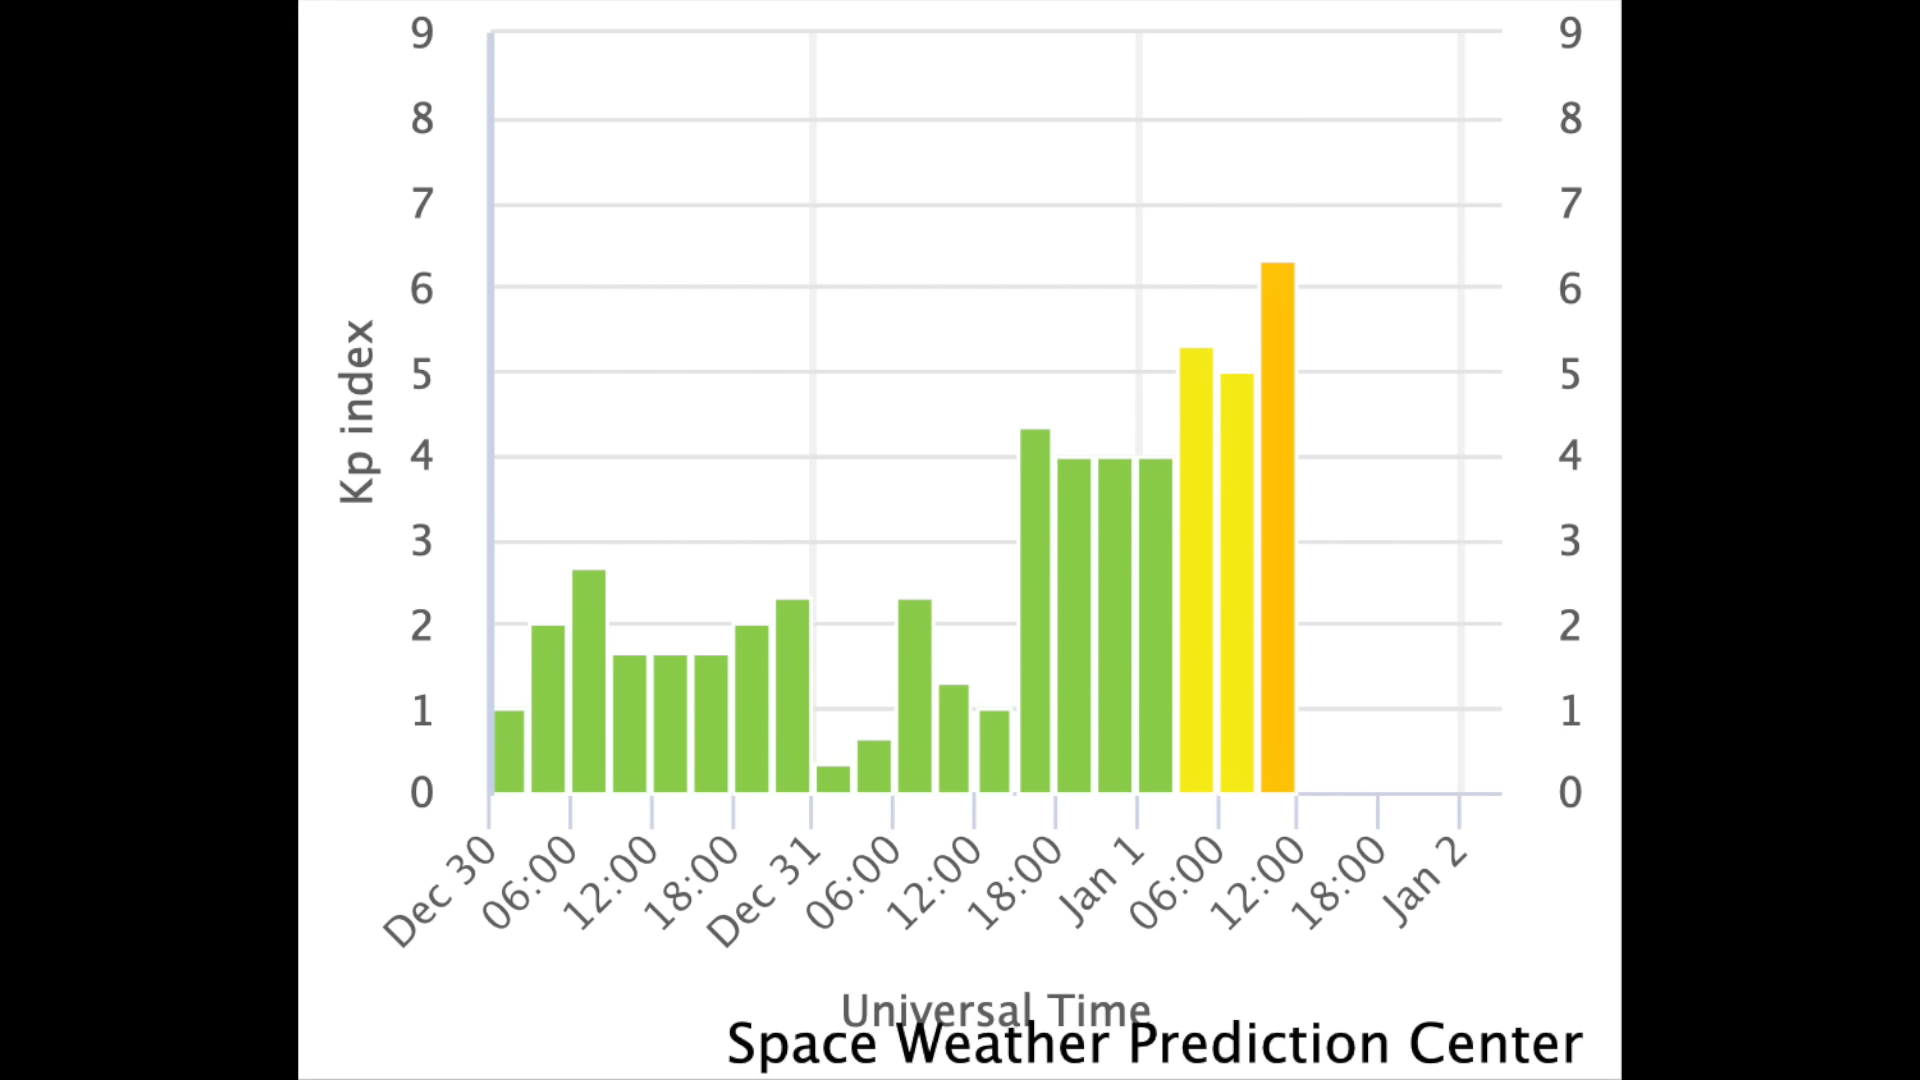 9 9
8 8
7 7
6 6
5 5
4 4
3 3
2 2
1 1
0 0
Kp index
Dec 30 06:00 12:00 18:00 Dec 31 06:00 12:00 18:00 Jan 1 06:00 12:00 18:00 Jan 2
Universal Time
Space Weather Prediction Center